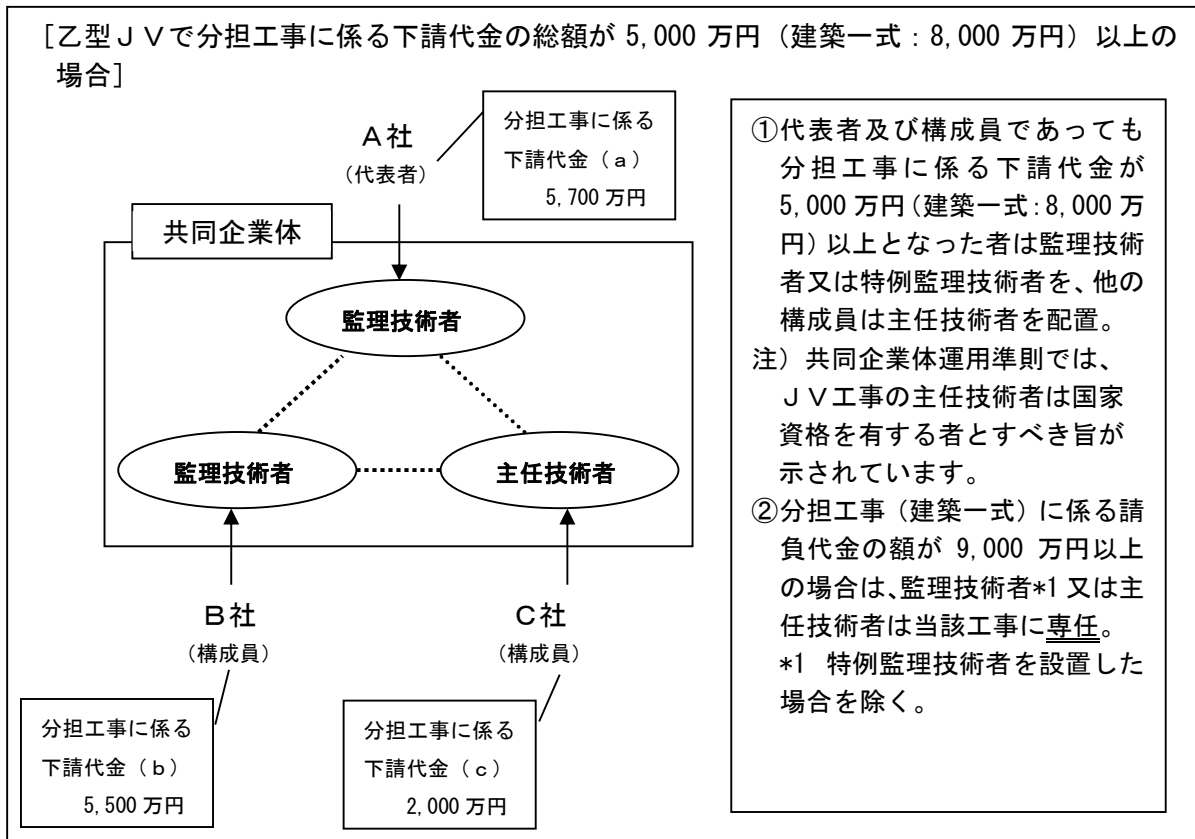 ［乙型ＪＶで分担工事に係る下請代金の総額が 5,000 万円（建築一式：8,000 万円）以上の
場合］
Ａ社
（代表者）
分担工事に係る
下請代金（ａ）
5,700 万円
共同企業体
監理技術者
監理技術者
主任技術者
Ｂ社
（構成員）
Ｃ社
（構成員）
分担工事に係る
下請代金（ｂ）
5,500 万円
分担工事に係る
下請代金（ｃ）
2,000 万円
①代表者及び構成員であっても
分担工事に係る下請代金が
5,000 万円（建築一式：8,000 万
円）以上となった者は監理技術
者又は特例監理技術者を、他の
構成員は主任技術者を配置。
注）共同企業体運用準則では、
ＪＶ工事の主任技術者は国家
資格を有する者とすべき旨が
示されています。
②分担工事（建築一式）に係る請
負代金の額が 9,000 万円以上
の場合は、監理技術者*1 又は主
任技術者は当該工事に専任。
*1 特例監理技術者を設置した
場合を除く。